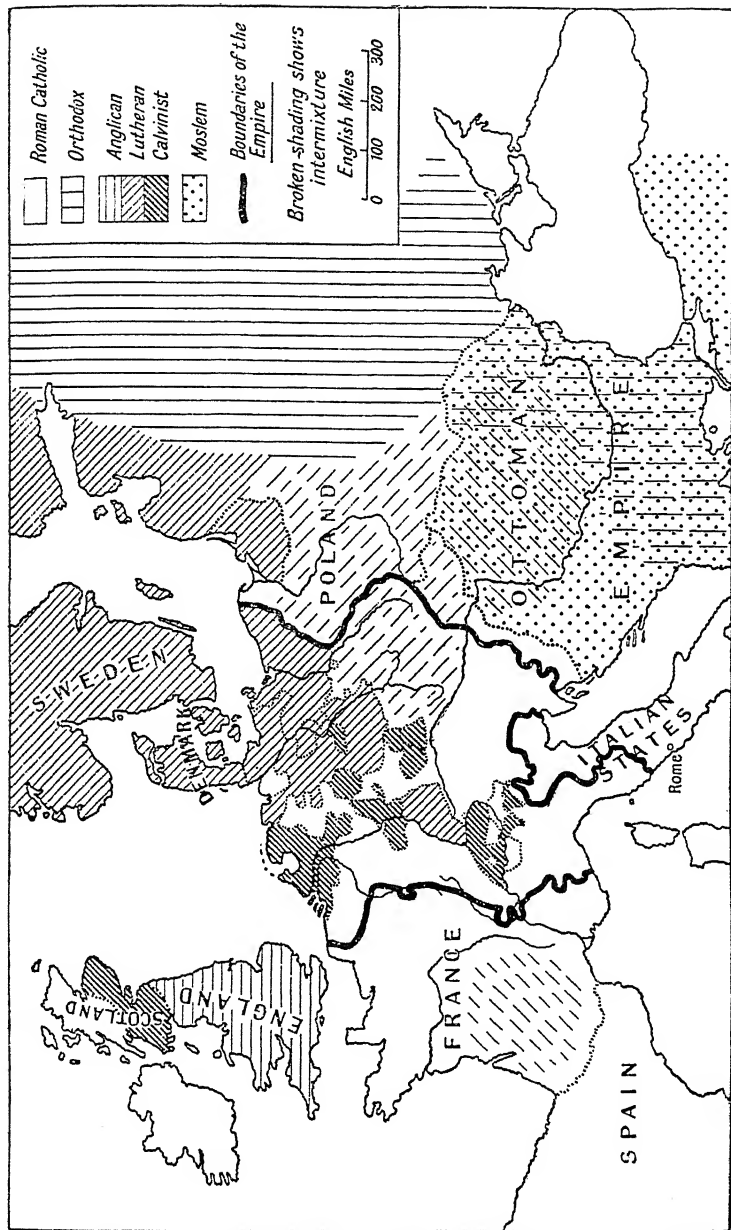 Roman Catholic
Orthodox
Anglican
Lutheran
Calvinist
Moslem
Boundaries of the
Empire
Broken-shading shows
intermixture
English Miles
0 100 200 300
SWEDEN
DENMARK
SCOTLAND
ENGLAND
POLAND
OTTOMAN
EMPIRE
FRANCE
ITALIAN
STATES
Rome
SPAIN